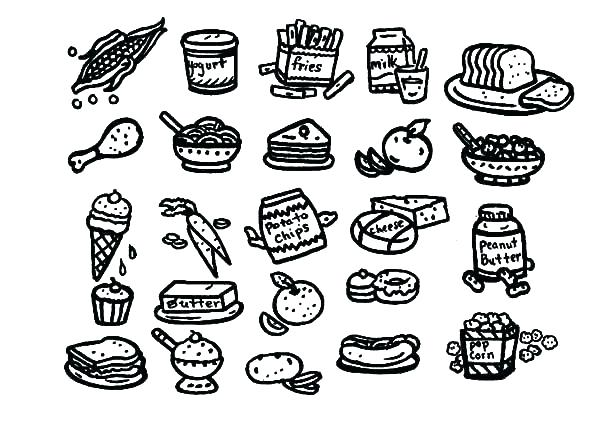 yogurt
fries
milk
Potato
chips
cheese
Peanut
Butter
Butter
pop
corn